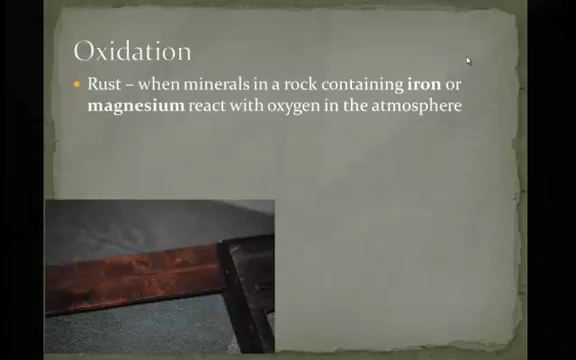 Oxidation
Rust – when minerals in a rock containing iron or
magnesium react with oxygen in the atmosphere